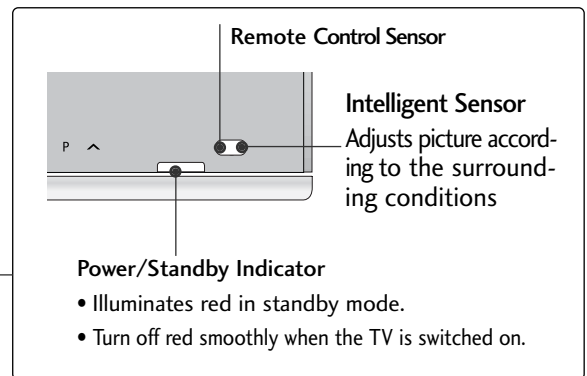 Remote Control Sensor
Intelligent Sensor
Adjusts picture accord-
ing to the surround-
ing conditions
P ^
Power/Standby Indicator
• Illuminates red in standby mode.
• Turn off red smoothly when the TV is switched on.